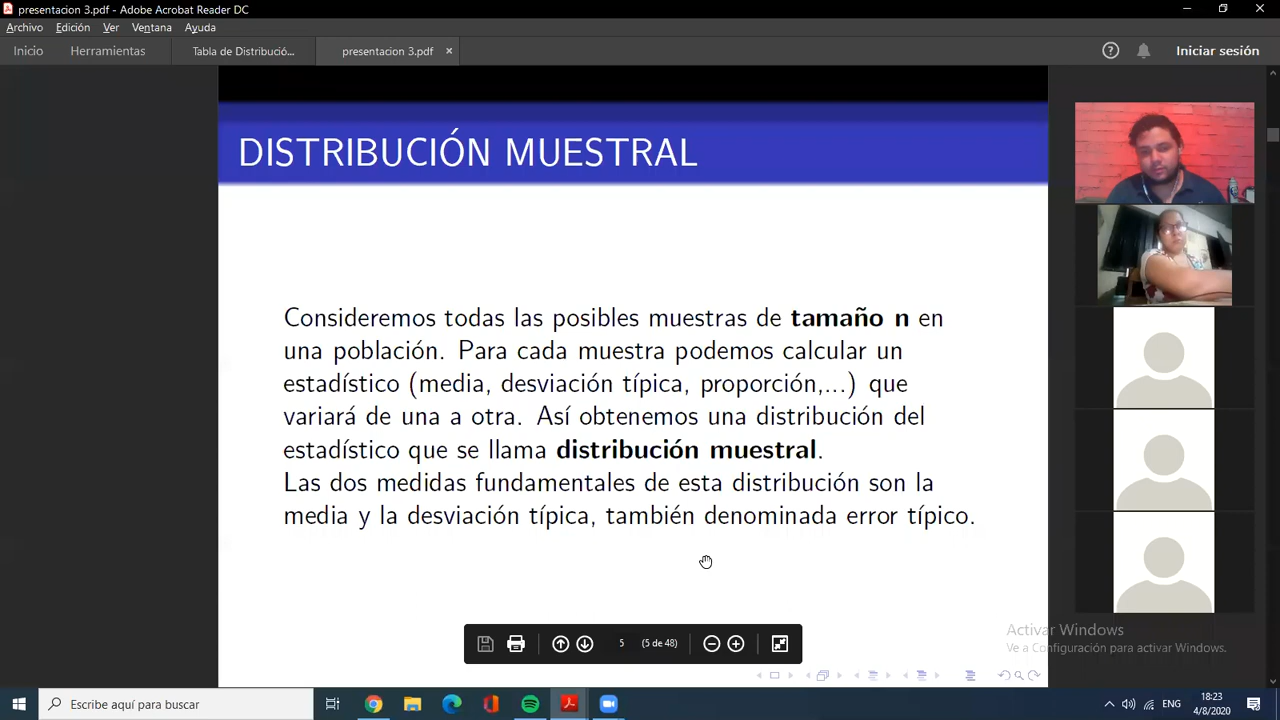 presentacion 3.pdf - Adobe Acrobat Reader DC
Archivo Edición Ver Ventana Ayuda
Inicio Herramientas Tabla de Distribució... presentacion 3.pdf × Iniciar sesión
DISTRIBUCIÓN MUESTRAL
Consideremos todas las posibles muestras de tamaño n en
una población. Para cada muestra podemos calcular un
estadístico (media, desviación típica, proporción,...) que
variará de una a otra. Así obtenemos una distribución del
estadístico que se llama distribución muestral.
Las dos medidas fundamentales de esta distribución son la
media y la desviación típica, también denominada error típico.
5 (5 de 48)
Activar Windows
Ve a Configuración para activar Windows.
Escribe aquí para buscar
ENG
18:23
4/8/2020